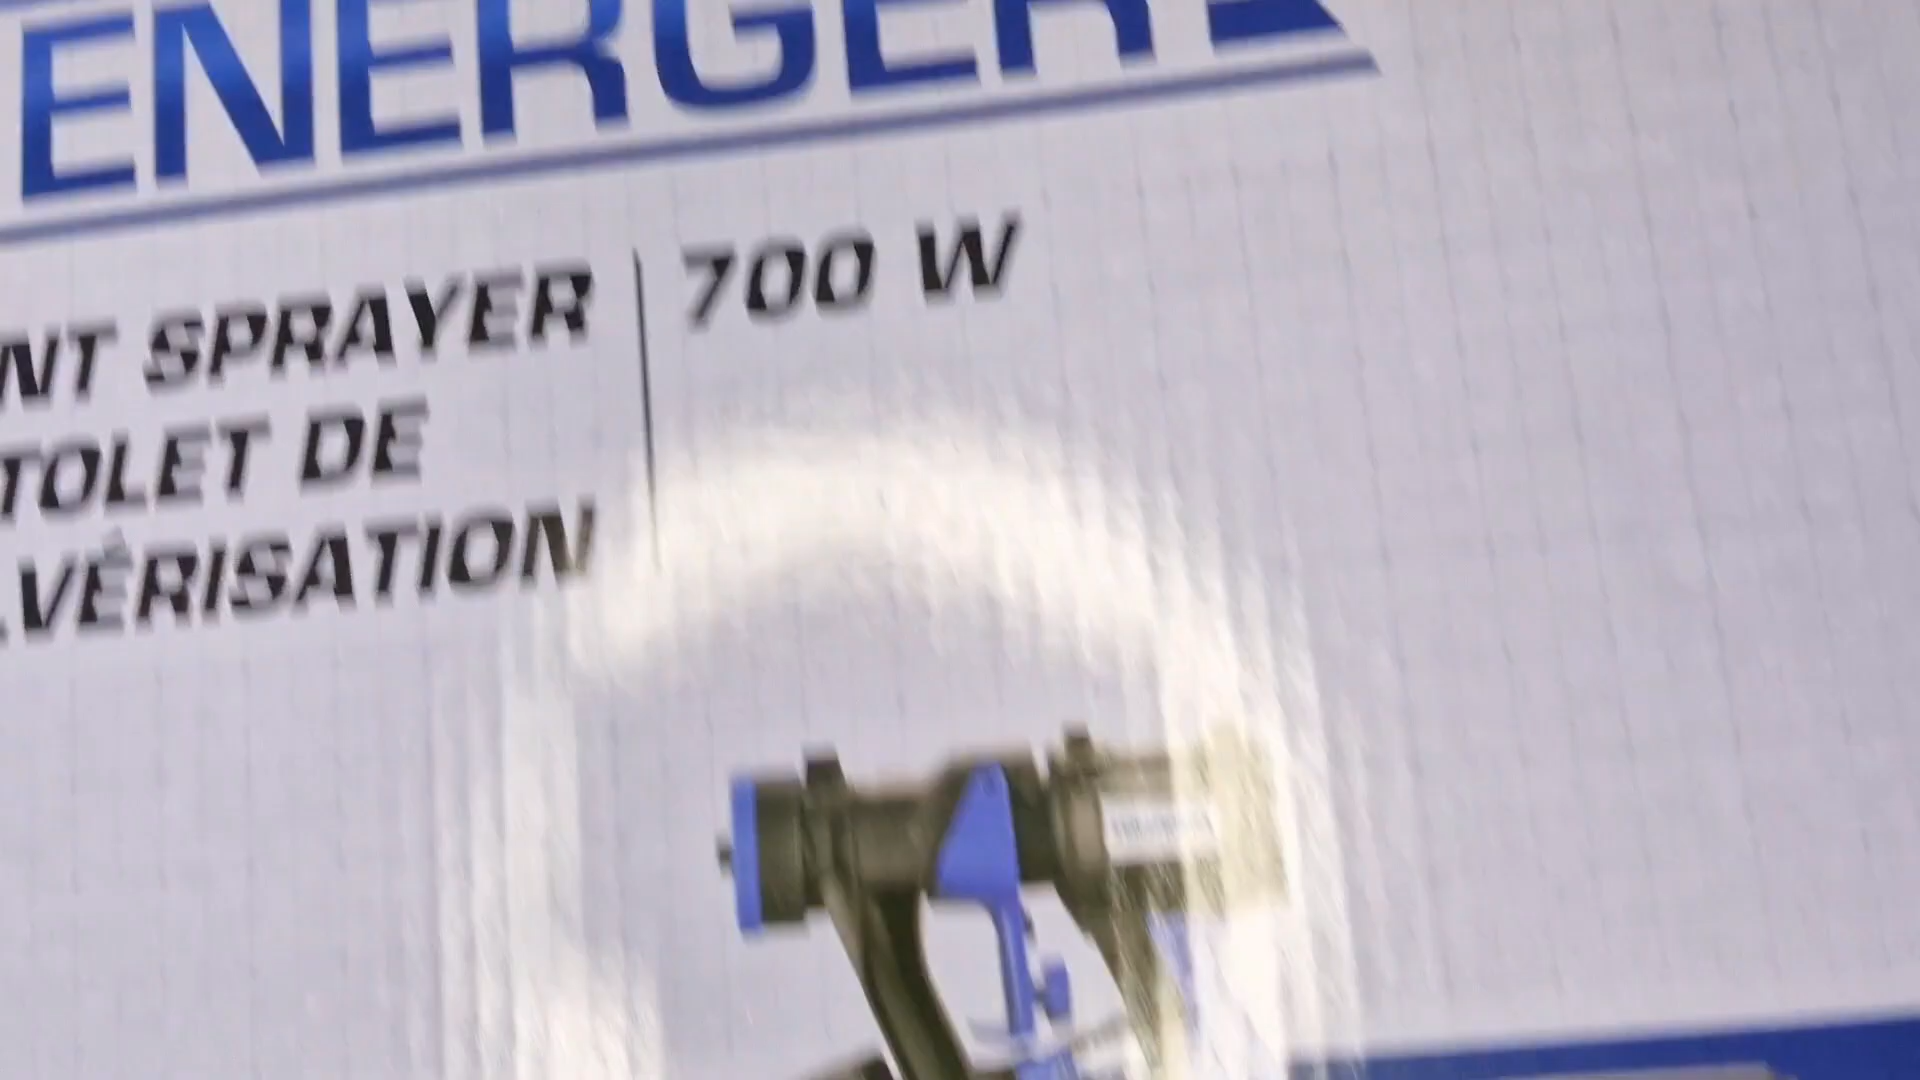 ENERGER
NT SPRAYER
700 W
TOLET DE
LVÉRISATION